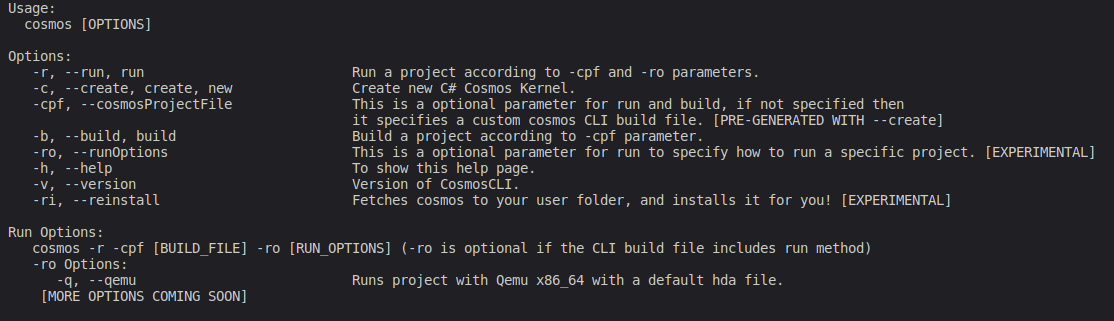 Usage:
  cosmos [OPTIONS]

Options:
   -r, --run, run                          Run a project according to -cpf and -ro parameters.
   -c, --create, create, new               Create new C# Cosmos Kernel.
   -cpf, --cosmosProjectFile               This is a optional parameter for run and build, if not specified then
                                           it specifies a custom cosmos CLI build file. [PRE-GENERATED WITH --create]
   -b, --build, build                      Build a project according to -cpf parameter.
   -ro, --runOptions                       This is a optional parameter for run to specify how to run a specific project. [EXPERIMENTAL]
   -h, --help                              To show this help page.
   -v, --version                           Version of CosmosCLI.
   -ri, --reinstall                        Fetches cosmos to your user folder, and installs it for you! [EXPERIMENTAL]

Run Options:
   cosmos -r -cpf [BUILD_FILE] -ro [RUN_OPTIONS] (-ro is optional if the CLI build file includes run method)
   -ro Options:
      -q, --qemu                           Runs project with Qemu x86_64 with a default hda file.
    [MORE OPTIONS COMING SOON]